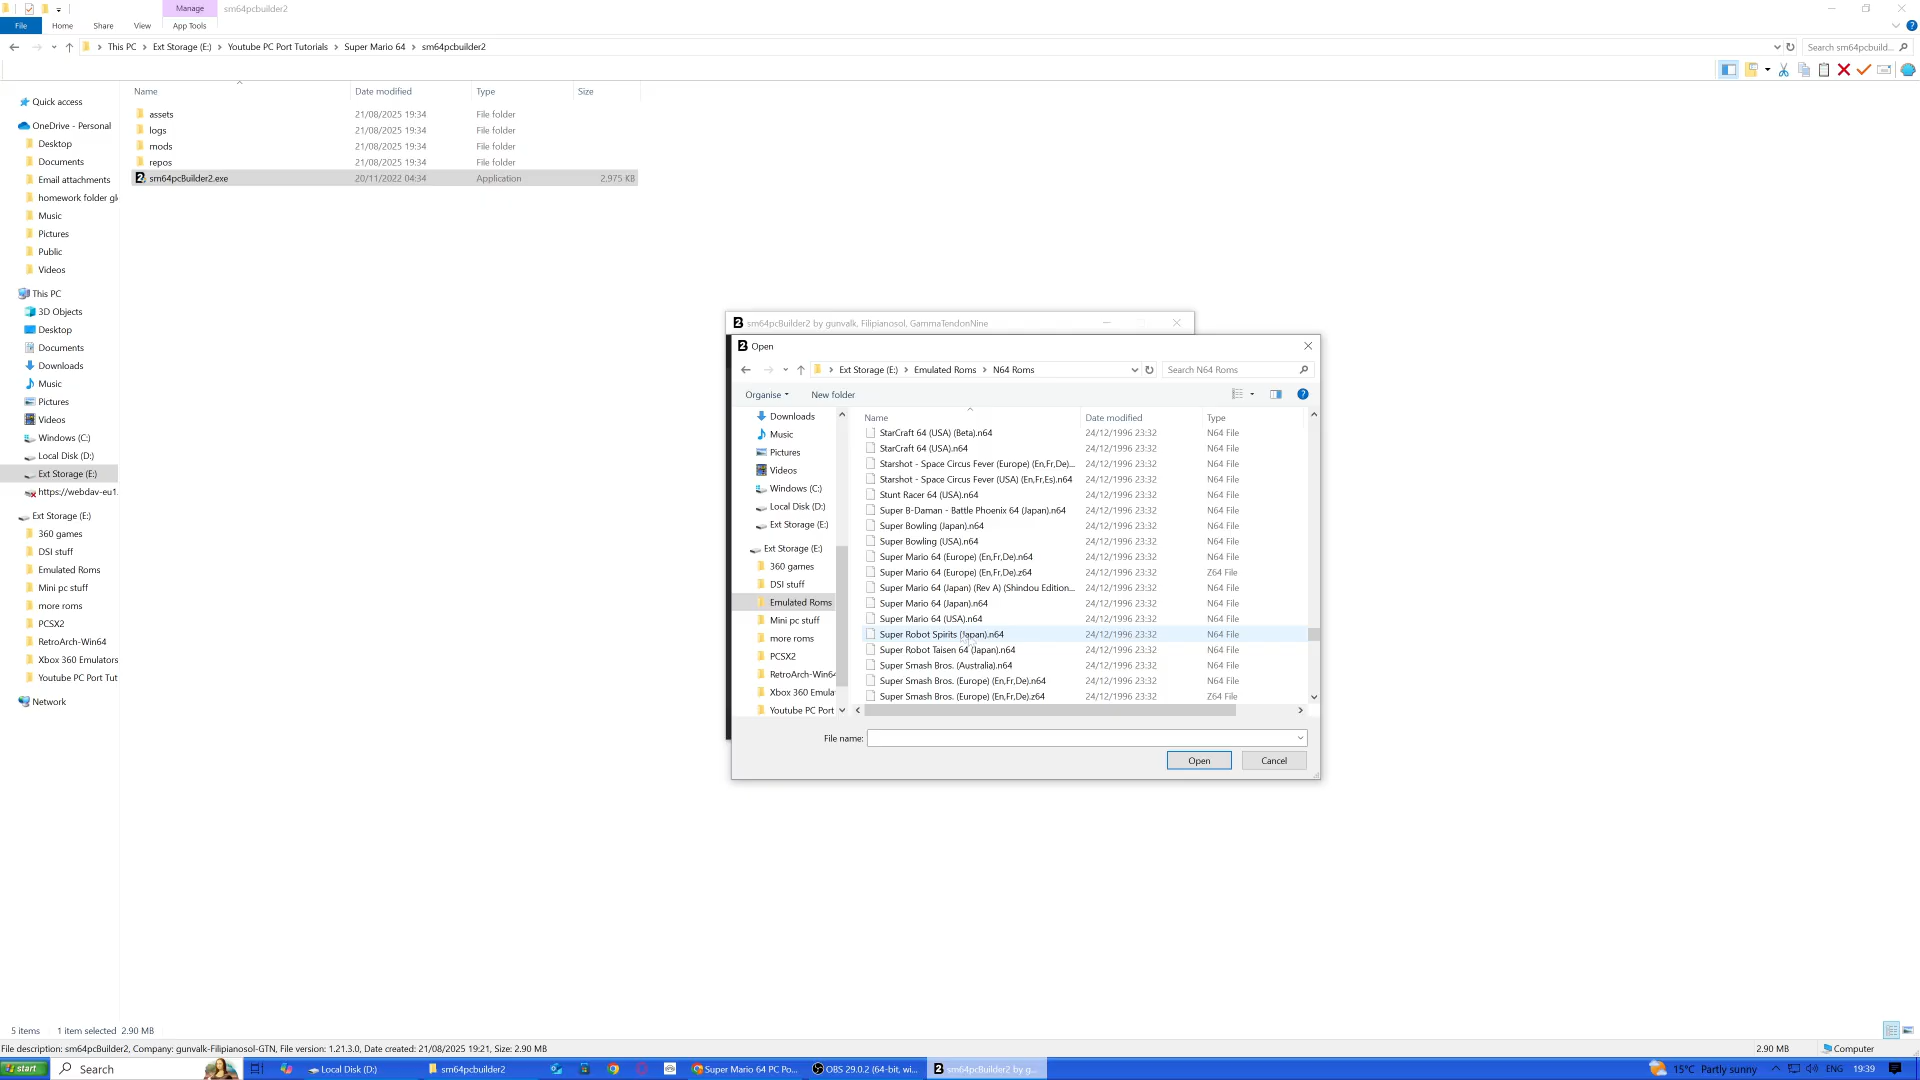 Manage
sm64pcbuilder2
File
Home
Share
View
App Tools
This PC
Ext Storage (E:)
Youtube PC Port Tutorials
Super Mario 64
sm64pcbuilder2
Search sm64pcbuild...
Name
Date modified
Type
Size
assets 21/08/2025 19:34 File folder
logs 21/08/2025 19:34 File folder
mods 21/08/2025 19:34 File folder
repos 21/08/2025 19:34 File folder
sm64pcBuilder2.exe 20/11/2022 04:34 Application 2,975 KB
Quick access
OneDrive - Personal
Desktop
Documents
Email attachments
homework folder gl
Music
Pictures
Public
Videos
This PC
3D Objects
Desktop
Documents
Downloads
Music
Pictures
Videos
Windows (C:)
Local Disk (D:)
Ext Storage (E:)
https://webdav-eu1.
Ext Storage (E:)
360 games
DSI stuff
Emulated Roms
Mini pc stuff
more roms
PCSX2
RetroArch-Win64
Xbox 360 Emulators
Youtube PC Port Tut
Network
sm64pcBuilder2 by gunvalk, Filipianosol, GammaTendonNine
Open
Ext Storage (E:)
Emulated Roms
N64 Roms
Search N64 Roms
Organise
New folder
Downloads
Music
Pictures
Videos
Windows (C:)
Local Disk (D:)
Ext Storage (E:)
Ext Storage (E:)
360 games
DSI stuff
Emulated Roms
Mini pc stuff
more roms
PCSX2
RetroArch-Win64
Xbox 360 Emula
Youtube PC Port
Name Date modified Type
StarCraft 64 (USA) (Beta).n64 24/12/1996 23:32 N64 File
StarCraft 64 (USA).n64 24/12/1996 23:32 N64 File
Starshot - Space Circus Fever (Europe) (En,Fr,De)... 24/12/1996 23:32 N64 File
Starshot - Space Circus Fever (USA) (En,Fr,Es).n64 24/12/1996 23:32 N64 File
Stunt Racer 64 (USA).n64 24/12/1996 23:32 N64 File
Super B-Daman - Battle Phoenix 64 (Japan).n64 24/12/1996 23:32 N64 File
Super Bowling (Japan).n64 24/12/1996 23:32 N64 File
Super Bowling (USA).n64 24/12/1996 23:32 N64 File
Super Mario 64 (Europe) (En,Fr,De).n64 24/12/1996 23:32 N64 File
Super Mario 64 (Europe) (En,Fr,De).z64 24/12/1996 23:32 Z64 File
Super Mario 64 (Japan) (Rev A) (Shindou Edition... 24/12/1996 23:32 N64 File
Super Mario 64 (Japan).n64 24/12/1996 23:32 N64 File
Super Mario 64 (USA).n64 24/12/1996 23:32 N64 File
Super Robot Spirits (Japan).n64 24/12/1996 23:32 N64 File
Super Robot Taisen 64 (Japan).n64 24/12/1996 23:32 N64 File
Super Smash Bros. (Australia).n64 24/12/1996 23:32 N64 File
Super Smash Bros. (Europe) (En,Fr,De).n64 24/12/1996 23:32 N64 File
Super Smash Bros. (Europe) (En,Fr,De).z64 24/12/1996 23:32 Z64 File
File name:
Open
Cancel
5 items 1 item selected 2.90 MB
File description: sm64pcBuilder2, Company: gunvalk-Filipianosol-GTN, File version: 1.21.3.0, Date created: 21/08/2025 19:21, Size: 2.90 MB
2.90 MB
Computer
start
Search
Local Disk (D:)
sm64pcbuilder2
Super Mario 64 PC Po...
OBS 29.0.2 (64-bit, wi...
sm64pcBuilder2 by g...
15°C Partly sunny
ENG
19:39